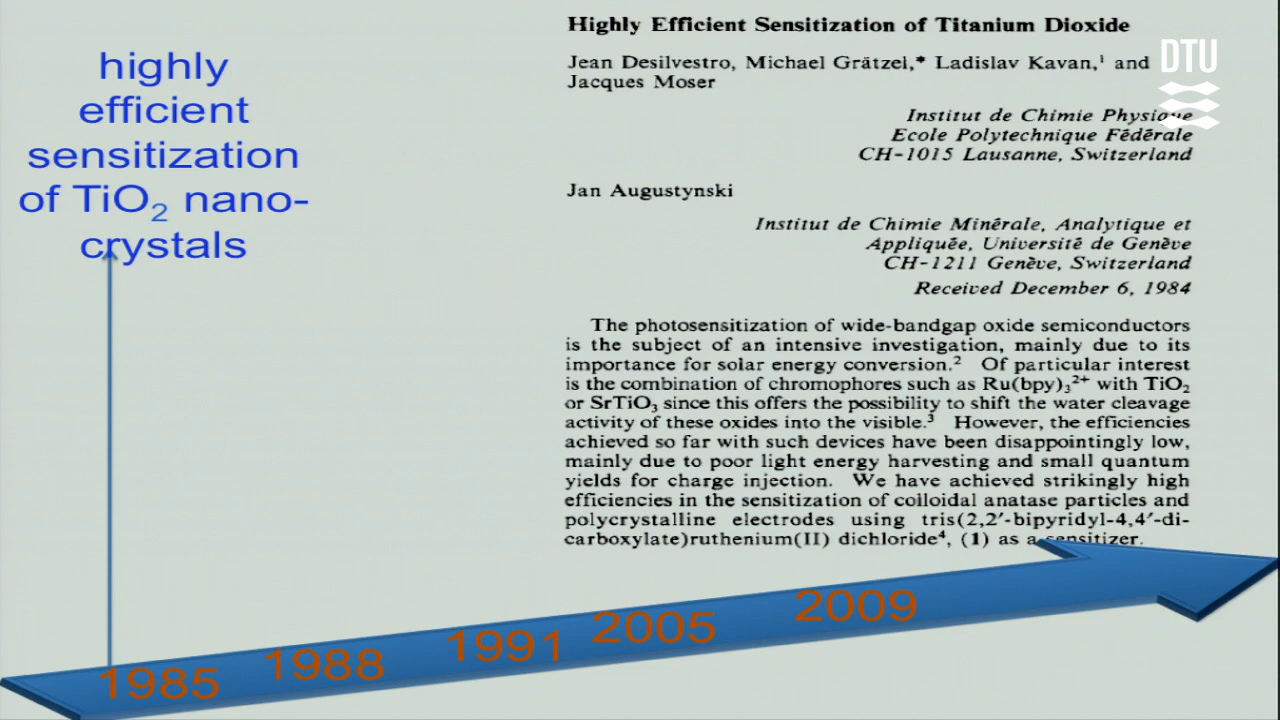 highly
efficient
sensitization
of TiO₂ nano-
crystals
Highly Efficient Sensitization of Titanium Dioxide
Jean Desilvestro, Michael Grätzel,* Ladislav Kavan,¹ and
Jacques Moser
Institut de Chimie Physique
Ecole Polytechnique Fédérale
CH-1015 Lausanne, Switzerland
Jan Augustynski
Institut de Chimie Minérale, Analytique et
Appliquée, Université de Genève
CH-1211 Genève, Switzerland
Received December 6, 1984
The photosensitization of wide-bandgap oxide semiconductors
is the subject of an intensive investigation, mainly due to its
importance for solar energy conversion.² Of particular interest
is the combination of chromophores such as Ru(bpy)₃²⁺ with TiO₂
or SrTiO₃ since this offers the possibility to shift the water cleavage
activity of these oxides into the visible.³ However, the efficiencies
achieved so far with such devices have been disappointingly low,
mainly due to poor light energy harvesting and small quantum
yields for charge injection. We have achieved strikingly high
efficiencies in the sensitization of colloidal anatase particles and
polycrystalline electrodes using tris(2,2′-bipyridyl-4,4′-di-
carboxylate)ruthenium(II) dichloride⁴, (1) as a sensitizer.
DTU
1985 1988 1991 2005 2009